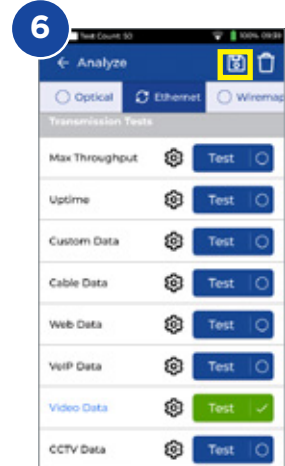 6
Test Count: 50 100% 09:39
Analyze
Optical Ethernet Wiremap
Transmission Tests
Max Throughput Test
Uptime Test
Custom Data Test
Cable Data Test
Web Data Test
VoIP Data Test
Video Data Test
CCTV Data Test